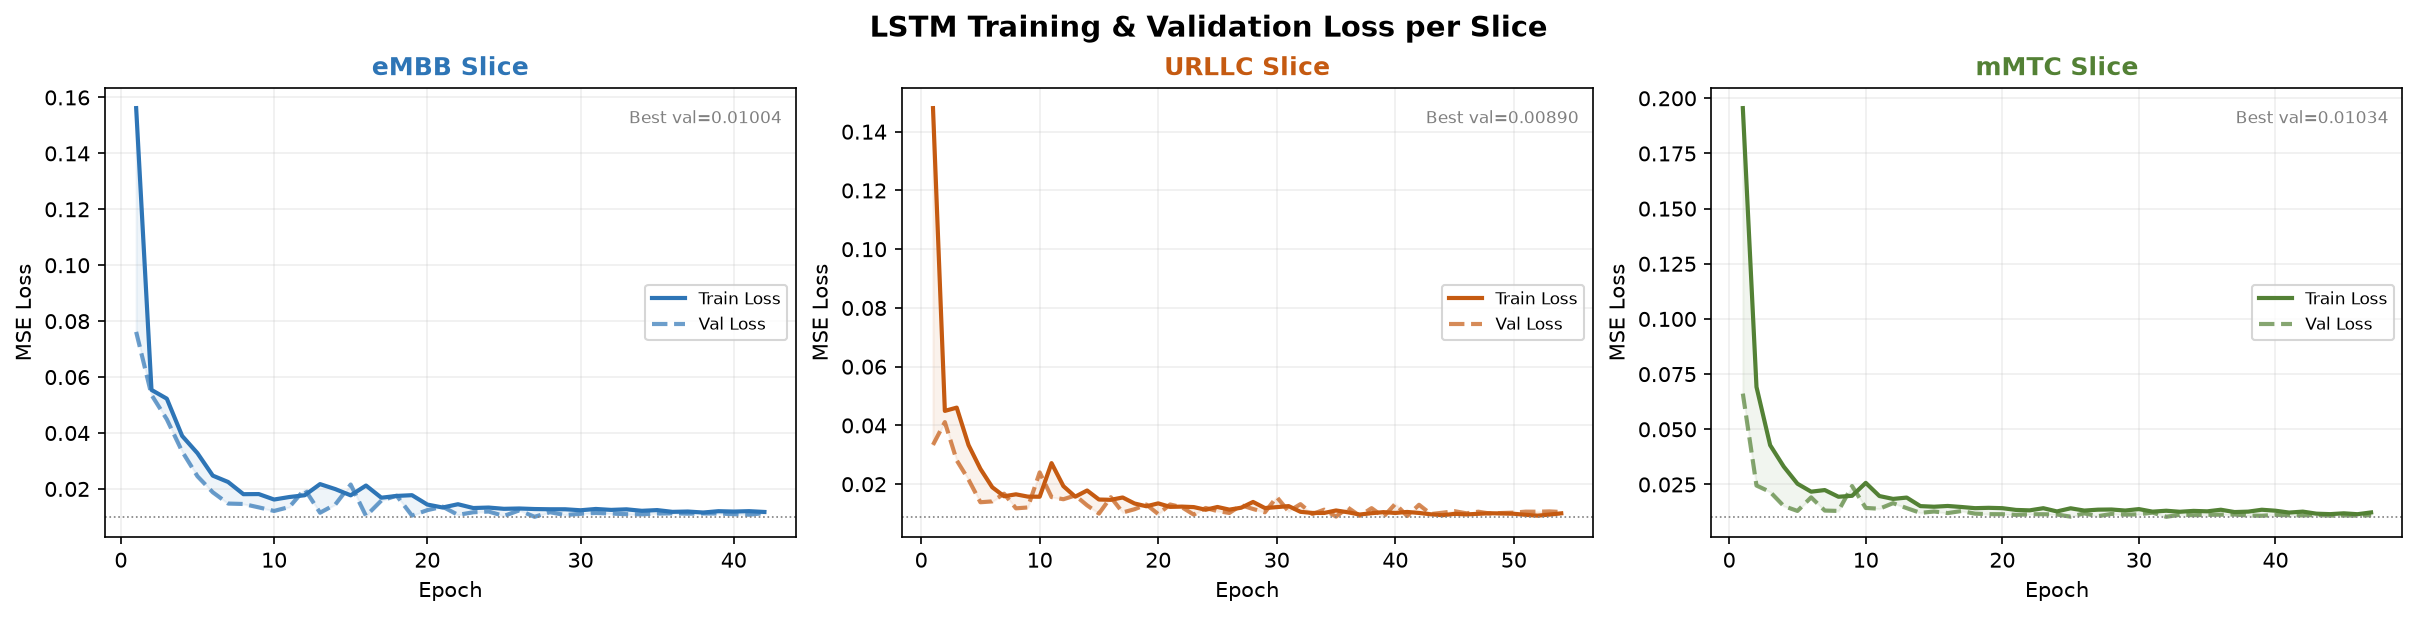 LSTM Training & Validation Loss per Slice
eMBB Slice
MSE Loss
0.16
0.14
0.12
0.10
0.08
0.06
0.04
0.02
Best val=0.01004
Train Loss
Val Loss
0 10 20 30 40
Epoch
URLLC Slice
MSE Loss
0.14
0.12
0.10
0.08
0.06
0.04
0.02
Best val=0.00890
Train Loss
Val Loss
0 10 20 30 40 50
Epoch
mMTC Slice
MSE Loss
0.200
0.175
0.150
0.125
0.100
0.075
0.050
0.025
Best val=0.01034
Train Loss
Val Loss
0 10 20 30 40
Epoch